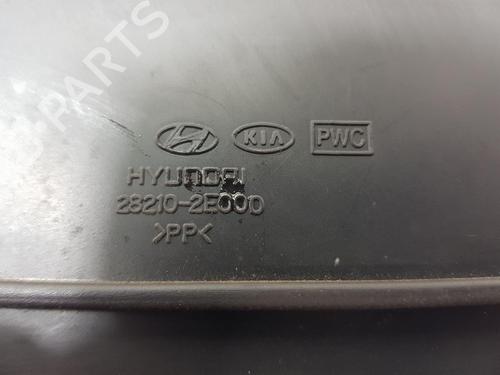 PARTS
KIA PWC
HYUNDAI
28210-2E000
>PP<